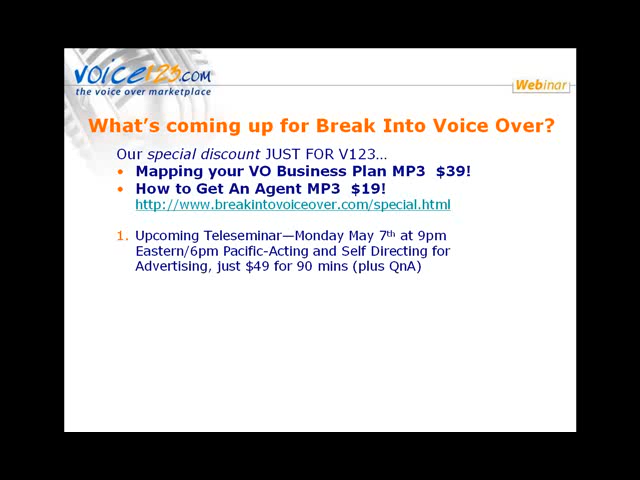 VOICE123.COM
the voice over marketplace
Webinar
What's coming up for Break Into Voice Over?
Our special discount JUST FOR V123...
• Mapping your VO Business Plan MP3  $39!
• How to Get An Agent MP3  $19!
http://www.breakintovoiceover.com/special.html
1. Upcoming Teleseminar—Monday May 7th at 9pm
Eastern/6pm Pacific-Acting and Self Directing for
Advertising, just $49 for 90 mins (plus QnA)